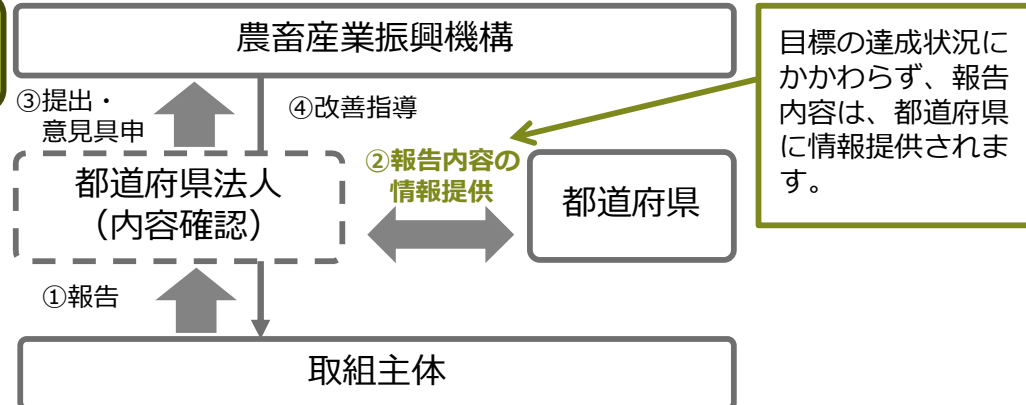 農畜産業振興機構
目標の達成状況に
かかわらず、報告
内容は、都道府県
に情報提供されま
す。
③提出・
意見具申
④改善指導
都道府県法人
（内容確認）
②報告内容の
情報提供
都道府県
①報告
取組主体